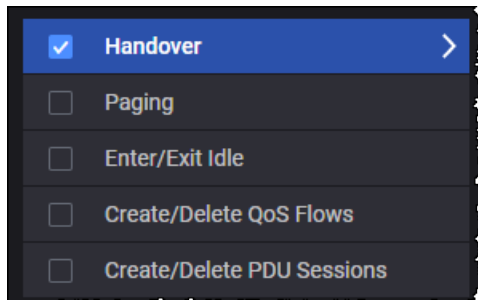 Handover
Paging
Enter/Exit Idle
Create/Delete QoS Flows
Create/Delete PDU Sessions